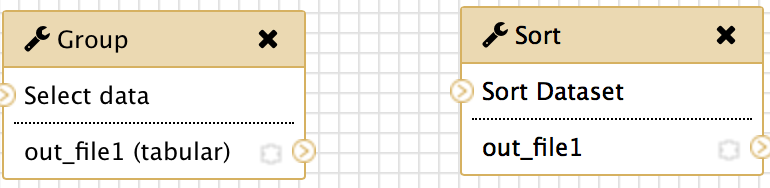 Group
Select data
out_file1 (tabular)
Sort
Sort Dataset
out_file1